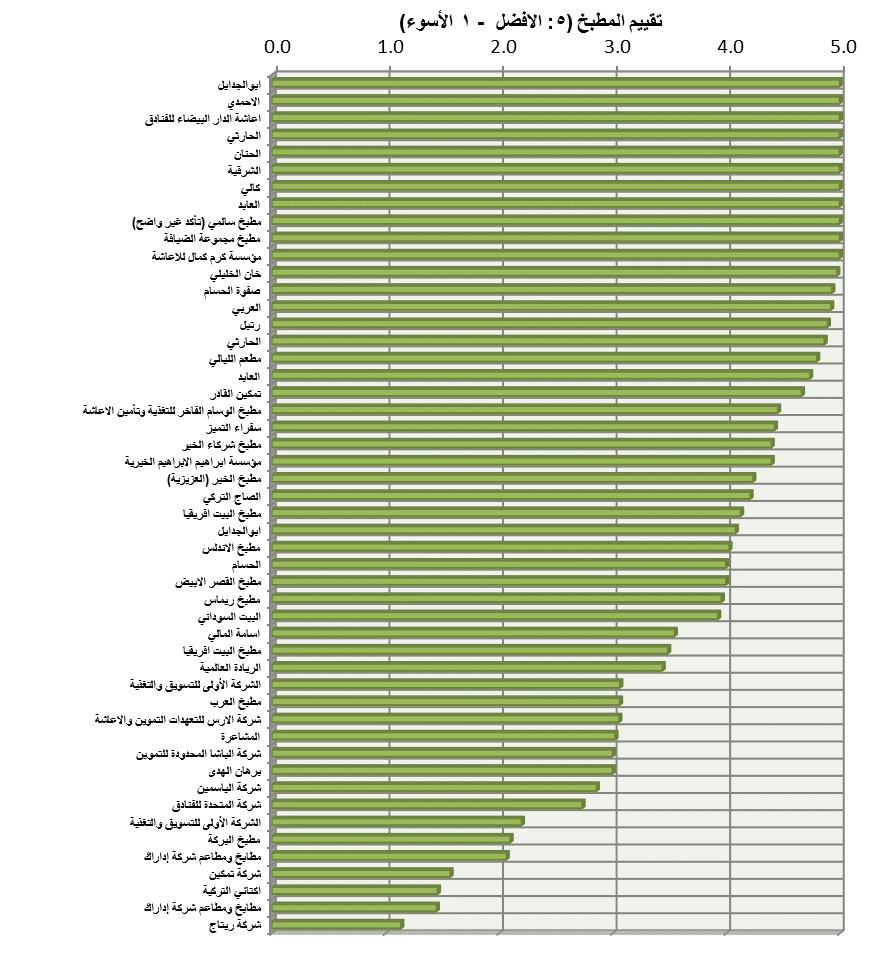 تقييم المطبخ (٥: الافضل - ١ الأسوء)
0.0 1.0 2.0 3.0 4.0 5.0
ابوالجدايل
الاحمدي
اعاشة الدار البيضاء للفنادق
الحارثي
الحنان
الشرقية
كالي
العابد
مطبخ سالمي (تأكد غير واضح)
مطبخ مجموعة الضيافة
مؤسسة كرم كمال للاعاشة
خان الخليلي
صفوة الحسام
العربي
رتيل
الحارثي
مطعم الليالي
العابد
تمكين القادر
مطبخ الوسام الفاخر للتغذية وتأمين الاعاشة
سفراء التميز
مطبخ شركاء الخير
مؤسسة ابراهيم الابراهيم الخيرية
مطبخ الخير (العزيزية)
الصاج التركي
مطبخ البيت افريقيا
ابوالجدايل
مطبخ الاندلس
الحسام
مطبخ القصر الابيض
مطبخ ريماس
البيت السوداني
اسامة المالي
مطبخ البيت افريقيا
الريادة العالمية
الشركة الأولى للتسويق والتغذية
مطبخ العرب
شركة الارس للتعهدات التموين والاعاشة
المشاعرة
شركة الباشا المحدودة للتموين
برهان الهدى
شركة الياسمين
شركة المتحدة للفنادق
الشركة الأولى للتسويق والتغذية
مطبخ البركة
مطابخ ومطاعم شركة إداراك
شركة تمكين
اكتاني التركية
مطابخ ومطاعم شركة إداراك
شركة ريتاج